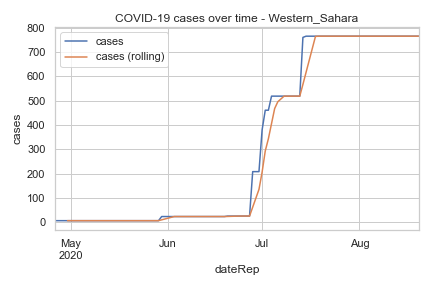 COVID-19 cases over time - Western_Sahara
cases
cases (rolling)
800
700
600
500
400
300
200
100
0
cases
May
2020
Jun
Jul
Aug
dateRep